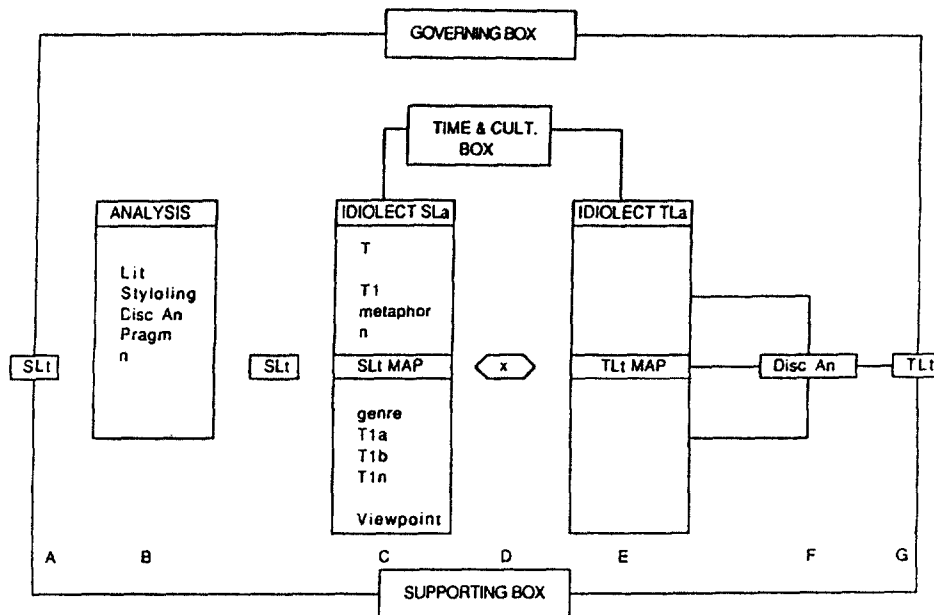 GOVERNING BOX
TIME & CULT.
BOX
ANALYSIS
Lit
Styloling
Disc An
Pragm
n
IDIOLECT SLa
T
T1
metaphor
n
SLt MAP
genre
T1a
T1b
T1n
Viewpoint
IDIOLECT TLa
TLt MAP
SLt
SLt
x
Disc An
TLt
A
B
C
D
E
F
G
SUPPORTING BOX